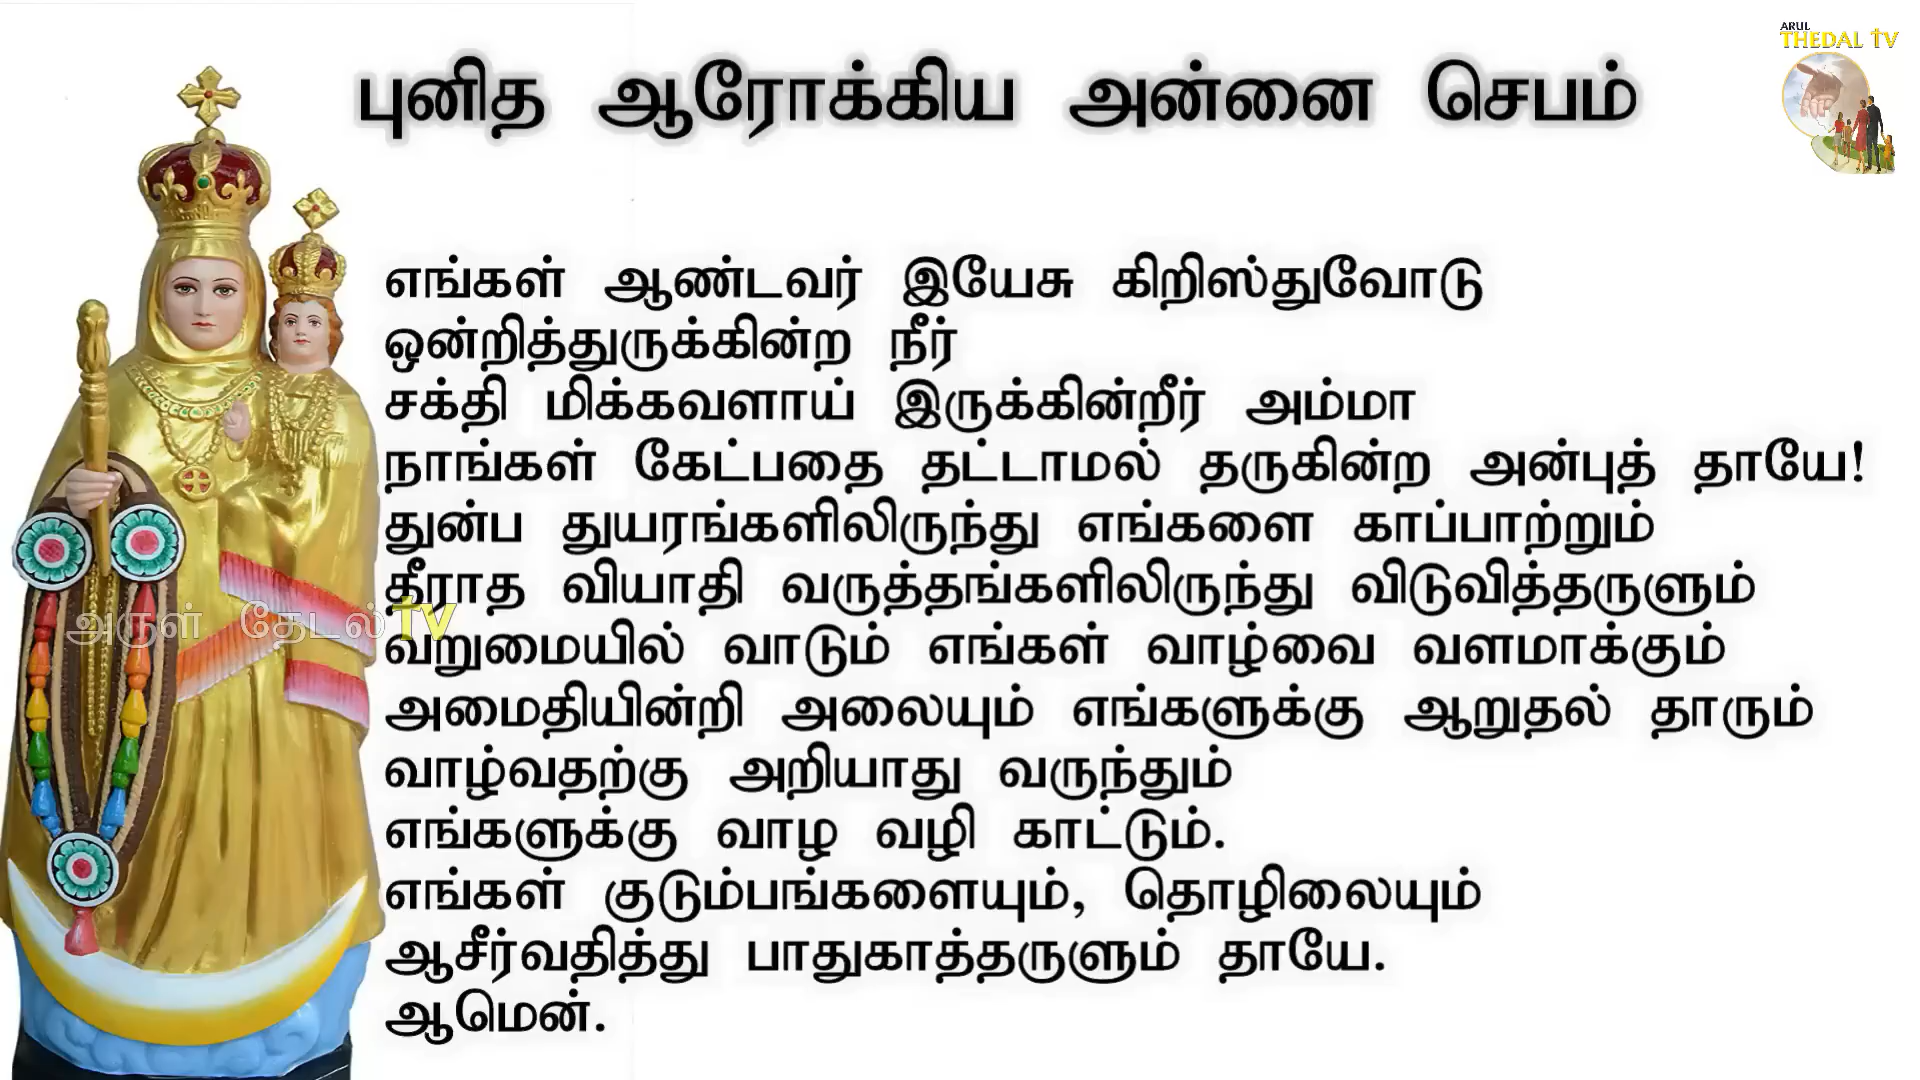 ARUL
THEDAL TV
புனித ஆரோக்கிய அன்னை செபம்
எங்கள் ஆண்டவர் இயேசு கிறிஸ்துவோடு
ஒன்றித்துருக்கின்ற நீர்
சக்தி மிக்கவளாய் இருக்கின்றீர் அம்மா
நாங்கள் கேட்பதை தட்டாமல் தருகின்ற அன்புத் தாயே!
துன்ப துயரங்களிலிருந்து எங்களை காப்பாற்றும்
தீராத வியாதி வருத்தங்களிலிருந்து விடுவித்தருளும்
அருள் தேடல் TV
வறுமையில் வாடும் எங்கள் வாழ்வை வளமாக்கும்
அமைதியின்றி அலையும் எங்களுக்கு ஆறுதல் தாரும்
வாழ்வதற்கு அறியாது வருந்தும்
எங்களுக்கு வாழ வழி காட்டும்.
எங்கள் குடும்பங்களையும், தொழிலையும்
ஆசீர்வதித்து பாதுகாத்தருளும் தாயே.
ஆமென்.